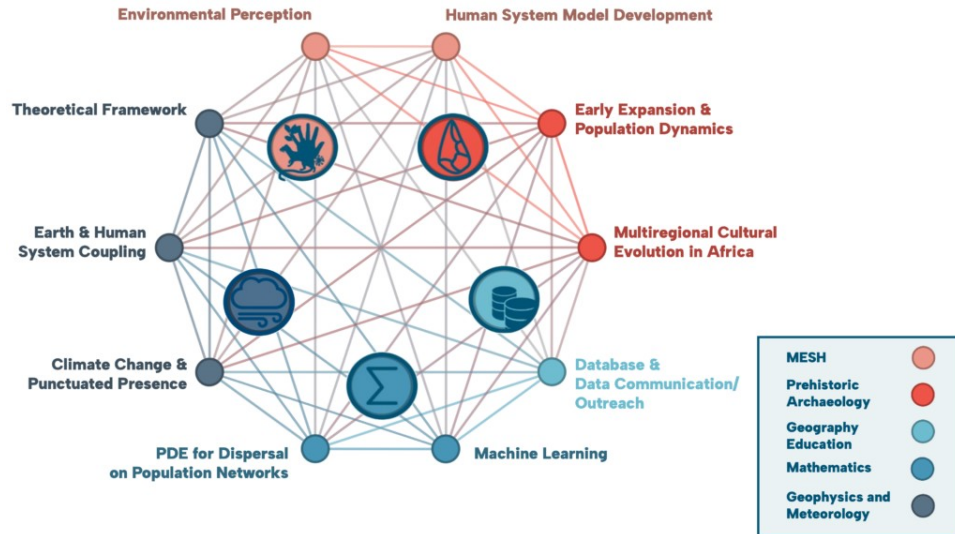 Environmental Perception
Human System Model Development
Theoretical Framework
Early Expansion &
Population Dynamics
Earth & Human
System Coupling
Multiregional Cultural
Evolution in Africa
Climate Change &
Punctuated Presence
Database &
Data Communication/
Outreach
PDE for Dispersal
on Population Networks
Machine Learning
Σ
MESH
Prehistoric
Archaeology
Geography
Education
Mathematics
Geophysics and
Meteorology